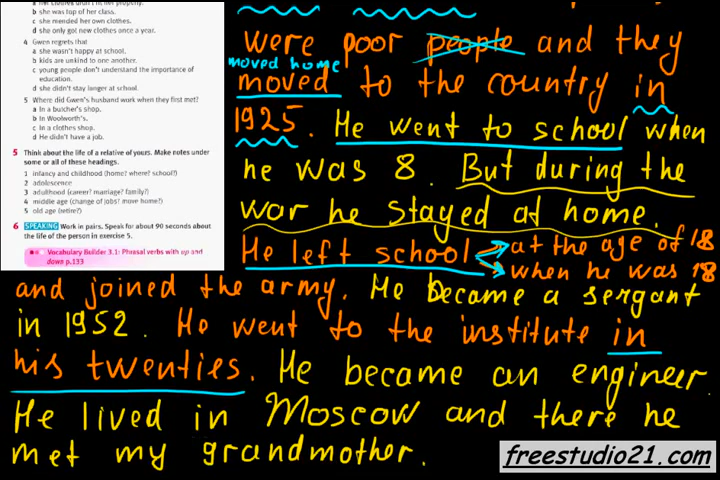 b she was top of her class.
c she mended her own clothes.
d she only got new clothes once a year.
4 Gwen regrets that
a she wasn't happy at school.
b kids are unkind to one another.
c young people don't understand the importance of
education.
d she didn't stay longer at school.
5 Where did Gwen's husband work when they first met?
a In a butcher's shop.
b In Woolworth's.
c In a clothes shop.
d He didn't have a job.
5 Think about the life of a relative of yours. Make notes under
some or all of these headings.
1 infancy and childhood (home? where? school?)
2 adolescence
3 adulthood (career? marriage? family?)
4 middle age (change of jobs? move home?)
5 old age (retire?)
6 SPEAKING Work in pairs. Speak for about 90 seconds about
the life of the person in exercise 5.
Vocabulary Builder 3.1: Phrasal verbs with up and
down p.133
were poor people and they
moved home
moved to the country in
1925. He went to school when
he was 8. But during the
war he stayed at home.
He left school at the age of 18
when he was 18
and joined the army. He became a sergant
in 1952. He went to the institute in
his twenties. He became an engineer.
He lived in Moscow and there he
met my grandmother.
freestudio21.com